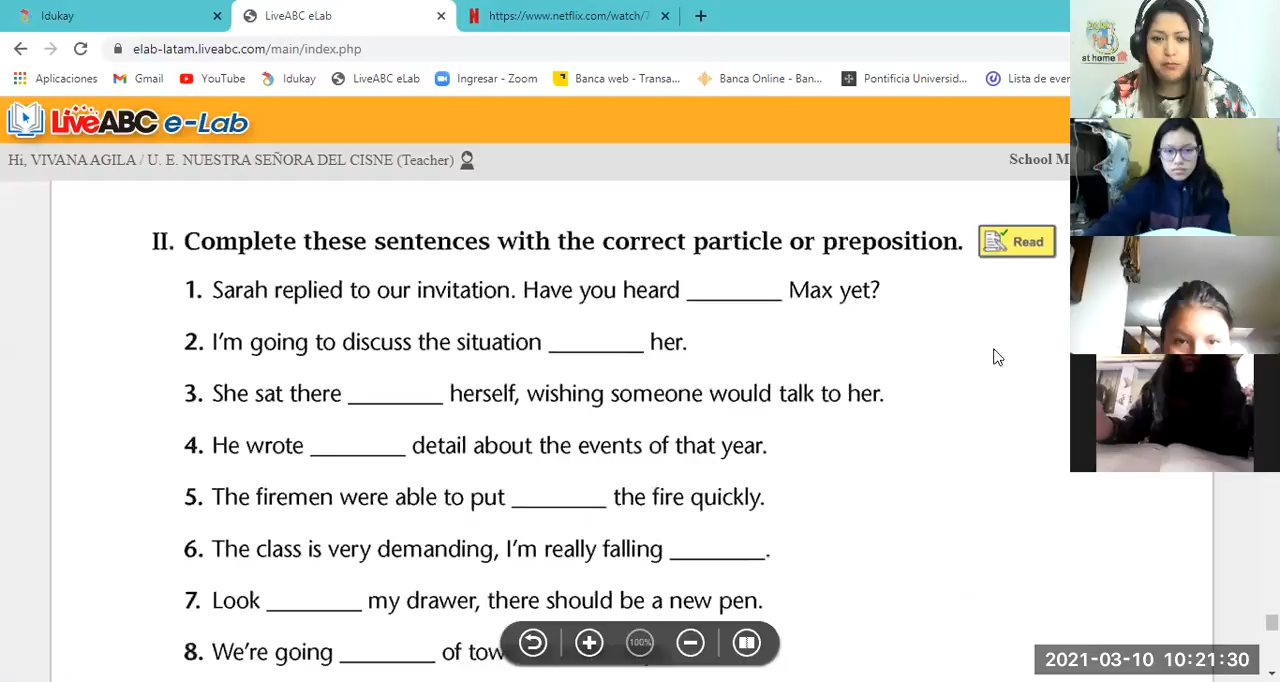 Idukay
LiveABC eLab
https://www.netflix.com/watch/7
elab-latam.liveabc.com/main/index.php
Aplicaciones
Gmail
YouTube
Idukay
LiveABC eLab
Ingresar - Zoom
Banca web - Transa...
Banca Online - Ban...
Pontificia Universid...
Lista de ever
at home
LiveABC e-Lab
Hi, VIVANA AGILA / U. E. NUESTRA SEÑORA DEL CISNE (Teacher)
School M
II. Complete these sentences with the correct particle or preposition.
Read
1. Sarah replied to our invitation. Have you heard ________ Max yet?
2. I'm going to discuss the situation ________ her.
3. She sat there ________ herself, wishing someone would talk to her.
4. He wrote ________ detail about the events of that year.
5. The firemen were able to put ________ the fire quickly.
6. The class is very demanding, I'm really falling ________.
7. Look ________ my drawer, there should be a new pen.
8. We're going ________ of tow
100%
2021-03-10 10:21:30